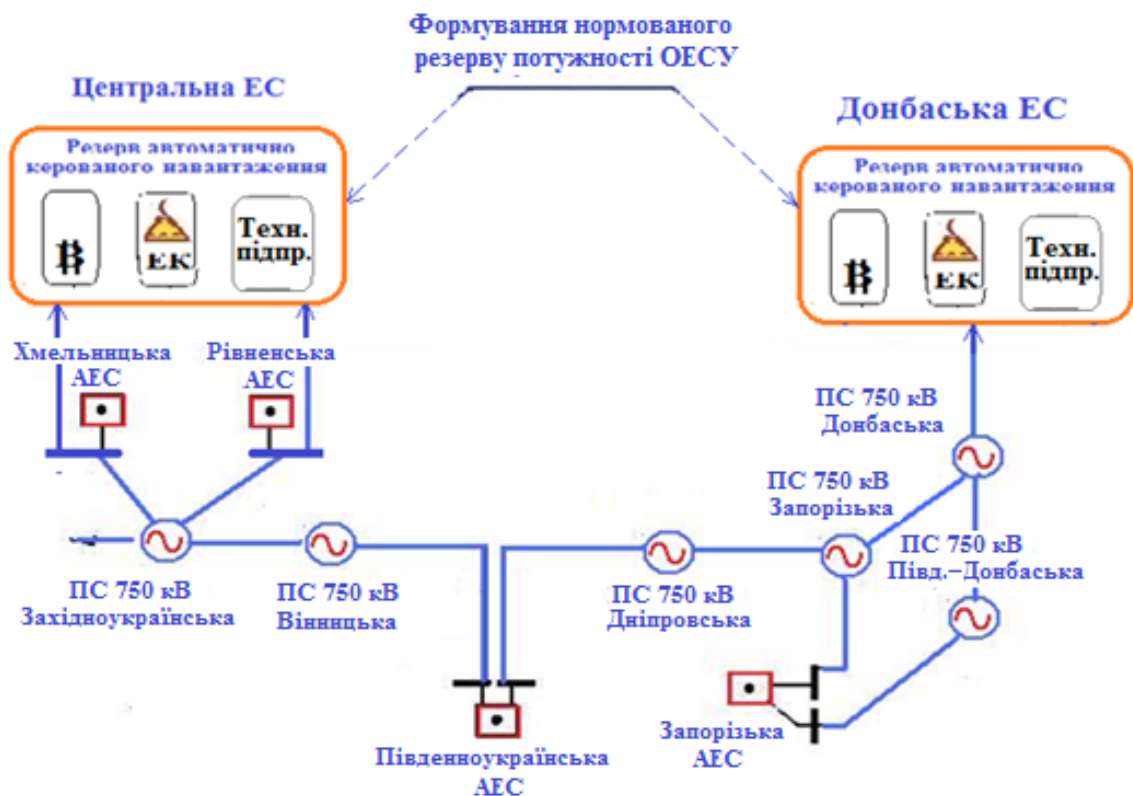 Формування нормованого
резерву потужності ОЕСУ
Центральна ЕС
Донбаська ЕС
Резерв автоматично
керованого навантаження
ЕК
Техн.
підпр.
Резерв автоматично
керованого навантаження
ЕК
Техн.
підпр.
Хмельницька
АЕС
Рівненська
АЕС
ПС 750 кВ
Донбаська
ПС 750 кВ
Запорізька
ПС 750 кВ
Півд.–Донбаська
ПС 750 кВ
Західноукраїнська
ПС 750 кВ
Вінницька
ПС 750 кВ
Дніпровська
Південноукраїнська
АЕС
Запорізька
АЕС